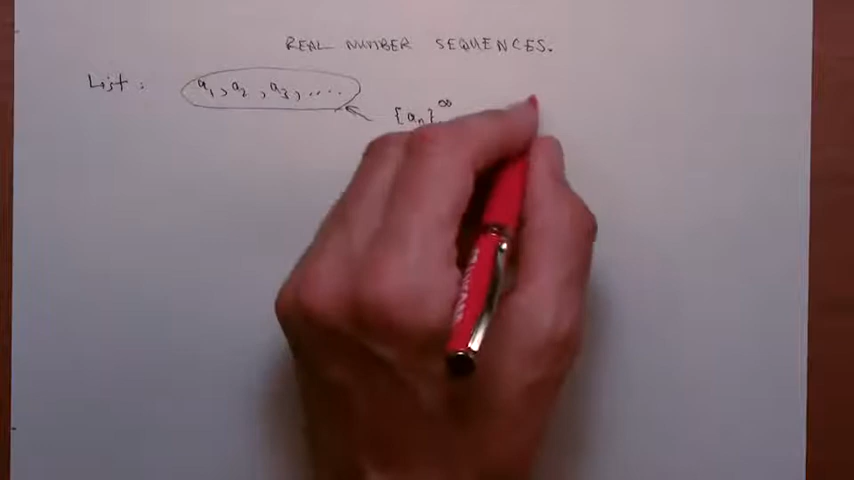 REAL NUMBER SEQUENCES.
List : a₁, a₂, a₃, .....
{aₙ}^∞